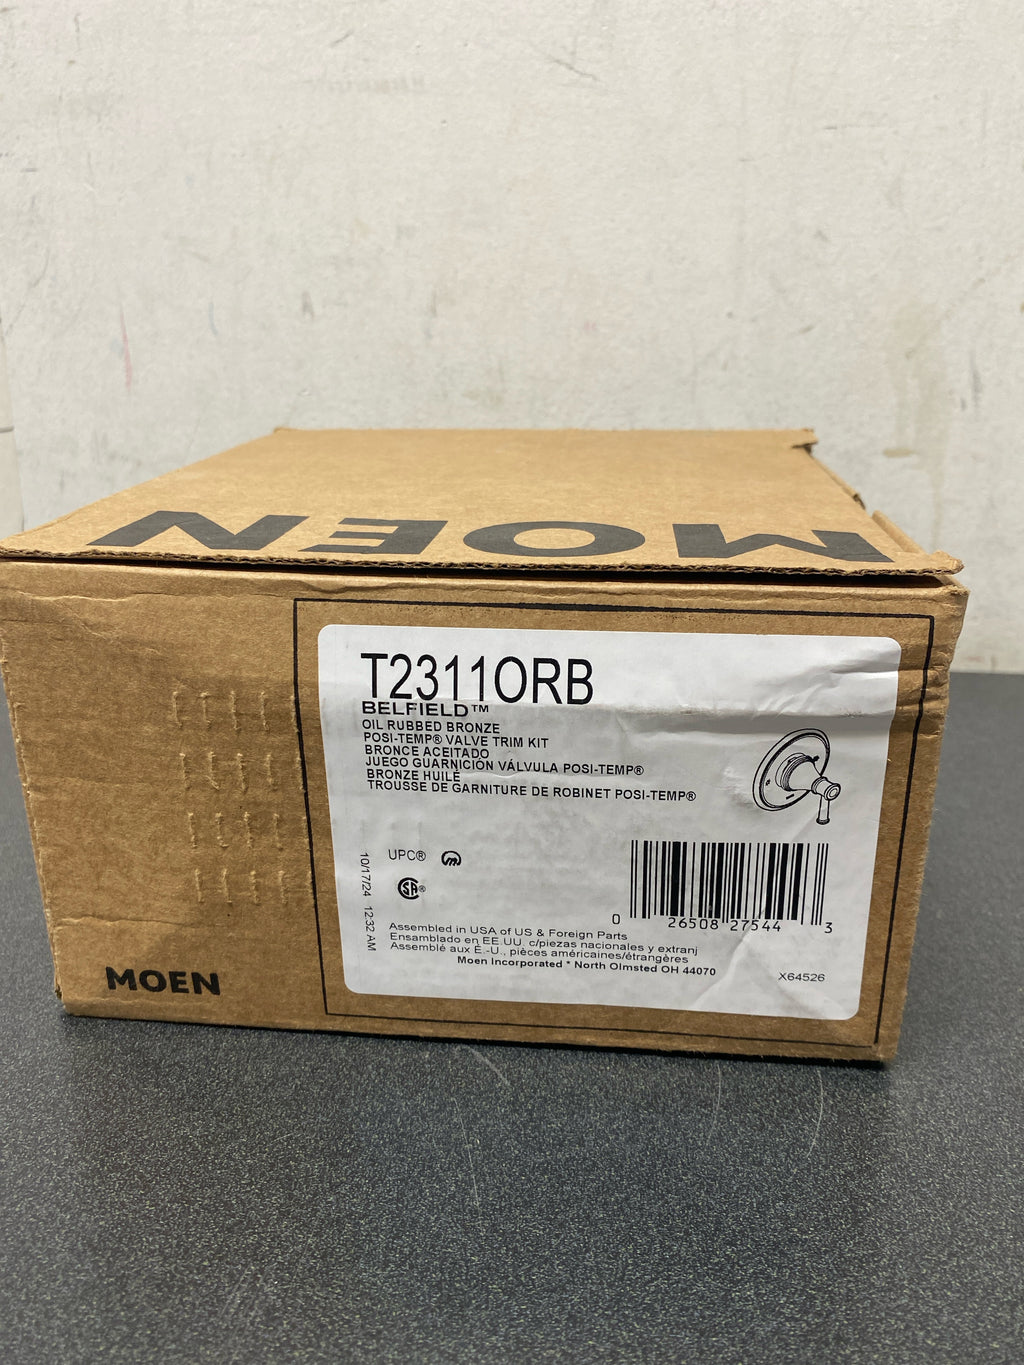 MOEN
T2311ORB
BELFIELD™
OIL RUBBED BRONZE
POSI-TEMP® VALVE TRIM KIT
BRONCE ACEITADO
JUEGO GUARNICIÓN VÁLVULA POSI-TEMP®
BRONZE HUILÉ
TROUSSE DE GARNITURE DE ROBINET POSI-TEMP®
UPC®
SA®
10/17/24 12:32 AM
0 26508 27544 3
Assembled in USA of US & Foreign Parts
Ensamblado en EE.UU. c/piezas nacionales y extranj
Assemblé aux É.-U., pièces américaines/étrangères
Moen Incorporated * North Olmsted OH 44070
X64526
MOEN